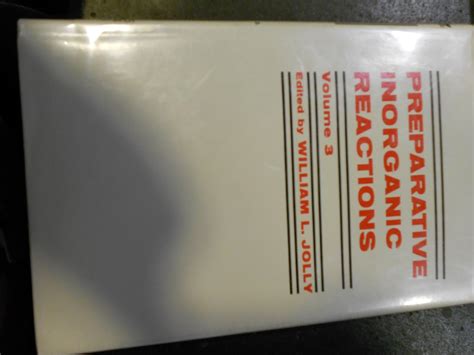 PREPARATIVE
INORGANIC
REACTIONS
Volume 3
Edited by WILLIAM L. JOLLY